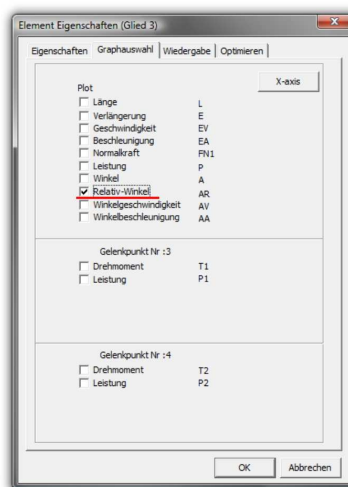 Element Eigenschaften (Glied 3)
Eigenschaften Graphauswahl Wiedergabe Optimieren
X-axis
Plot
Länge L
Verlängerung E
Geschwindigkeit EV
Beschleunigung EA
Normalkraft FN1
Leistung P
Winkel A
Relativ-Winkel AR
Winkelgeschwindigkeit AV
Winkelbeschleunigung AA
Gelenkpunkt Nr :3
Drehmoment T1
Leistung P1
Gelenkpunkt Nr :4
Drehmoment T2
Leistung P2
OK Abbrechen